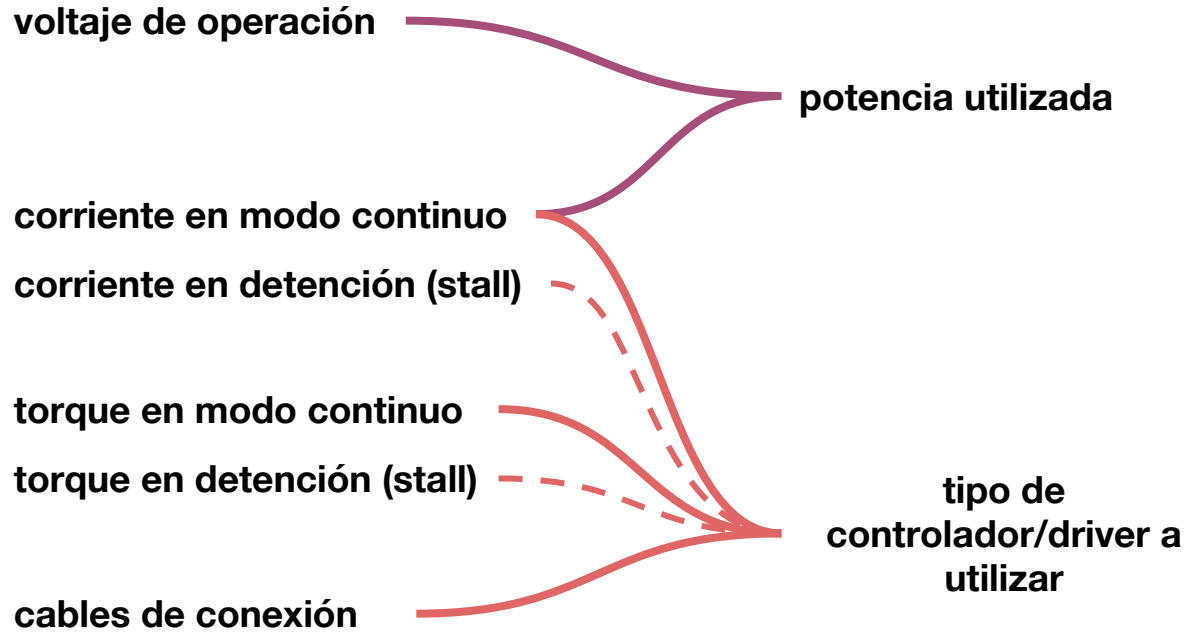 voltaje de operación
potencia utilizada
corriente en modo continuo
corriente en detención (stall)
torque en modo continuo
torque en detención (stall)
tipo de
controlador/driver a
utilizar
cables de conexión